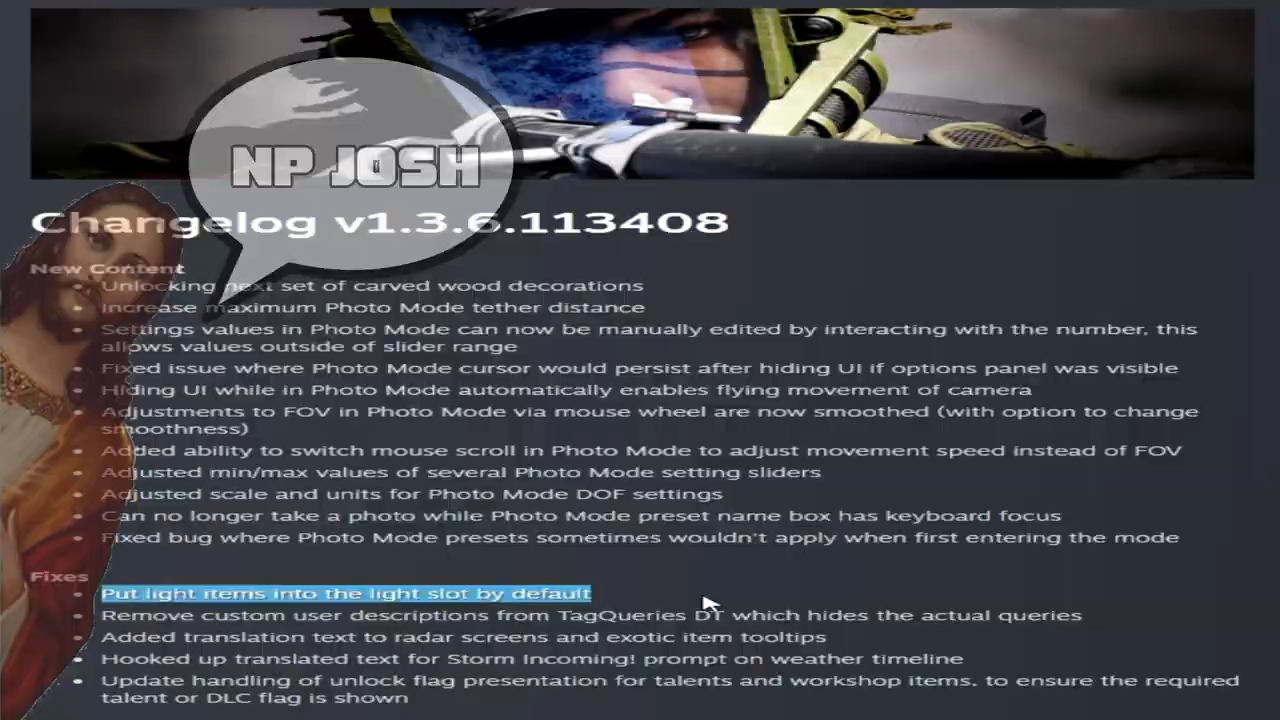 NP JOSH
Changelog v1.3.6.113408
New Content
Unlocking next set of carved wood decorations
Increase maximum Photo Mode tether distance
Settings values in Photo Mode can now be manually edited by interacting with the number, this
allows values outside of slider range
Fixed issue where Photo Mode cursor would persist after hiding UI if options panel was visible
Hiding UI while in Photo Mode automatically enables flying movement of camera
Adjustments to FOV in Photo Mode via mouse wheel are now smoothed (with option to change
smoothness)
Added ability to switch mouse scroll in Photo Mode to adjust movement speed instead of FOV
Adjusted min/max values of several Photo Mode setting sliders
Adjusted scale and units for Photo Mode DOF settings
Can no longer take a photo while Photo Mode preset name box has keyboard focus
Fixed bug where Photo Mode presets sometimes wouldn't apply when first entering the mode
Fixes
Put light items into the light slot by default
Remove custom user descriptions from TagQueries DT which hides the actual queries
Added translation text to radar screens and exotic item tooltips
Hooked up translated text for Storm Incoming! prompt on weather timeline
Update handling of unlock flag presentation for talents and workshop items, to ensure the required
talent or DLC flag is shown